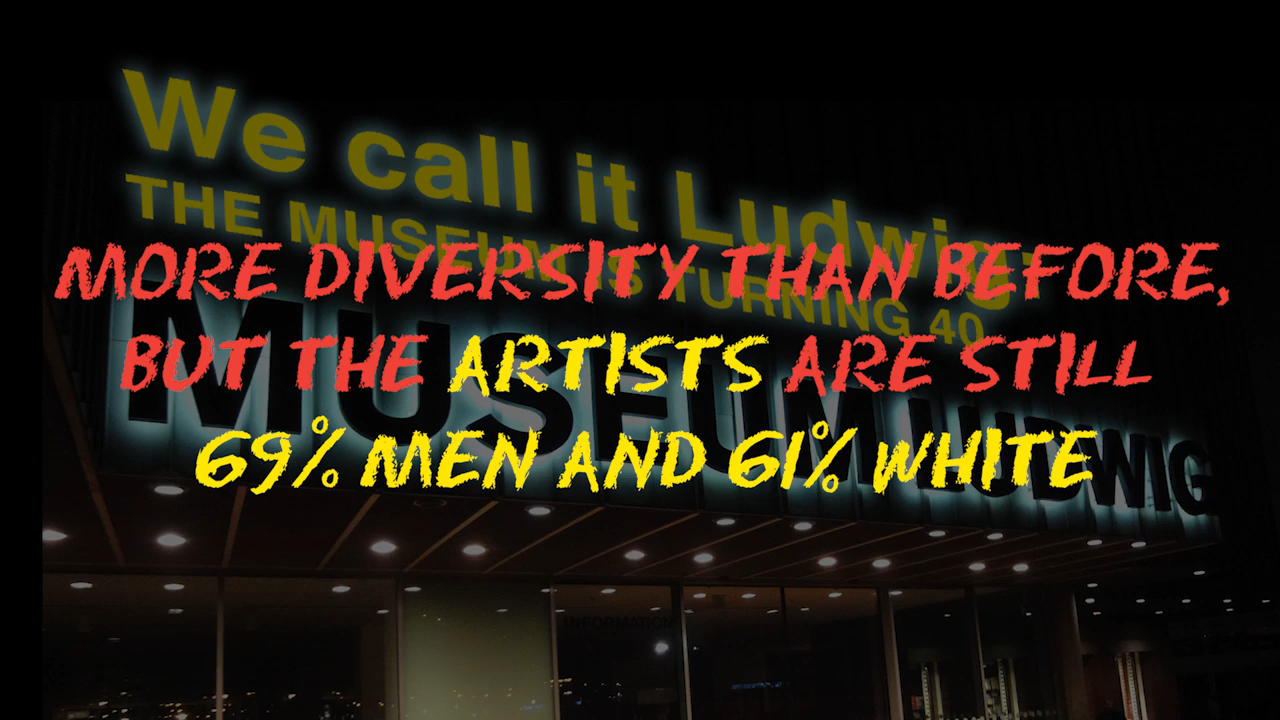 We call it Ludwig
THE MUSEUM IS TURNING 40
MORE DIVERSITY THAN BEFORE,
BUT THE ARTISTS ARE STILL
69% MEN AND 61% WHITE
MUSEUM LUDWIG
INFORMATION